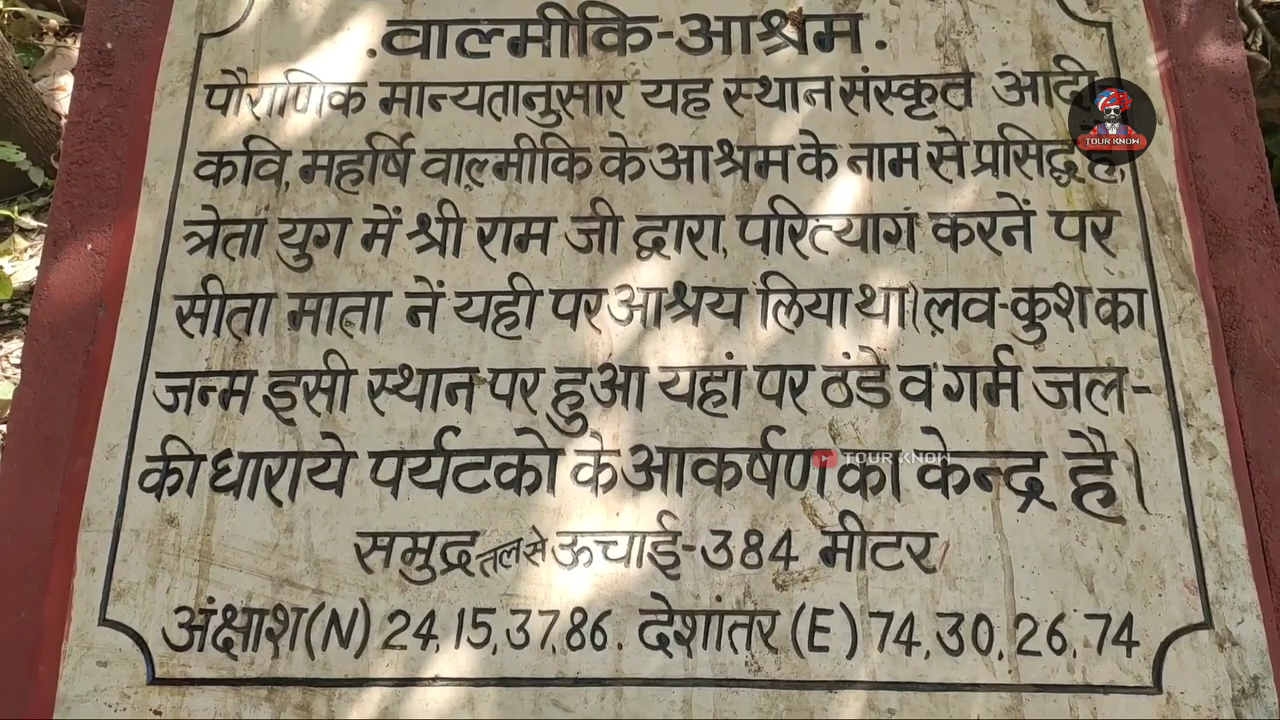 .वाल्मीकि-आश्रम.
पौराणिक मान्यतानुसार यह स्थान संस्कृत आदी-
कवि, महर्षि वाल्मीकि के आश्रम के नाम से प्रसिद्ध है,
त्रेता युग में श्री राम जी द्वारा, परित्याग करनें पर
सीता माता नें यही पर आश्रय लिया था। लव-कुश का
जन्म इसी स्थान पर हुआ यहां पर ठंडे व गर्म जल-
की धाराये पर्यटको के आकर्षण का केन्द्र है।
समुद्र तल से ऊचाई-384 मीटर
अंक्षाश(N) 24,15,37,86. देशांतर (E) 74,30,26,74
TOUR KNOW
TOUR KNOW